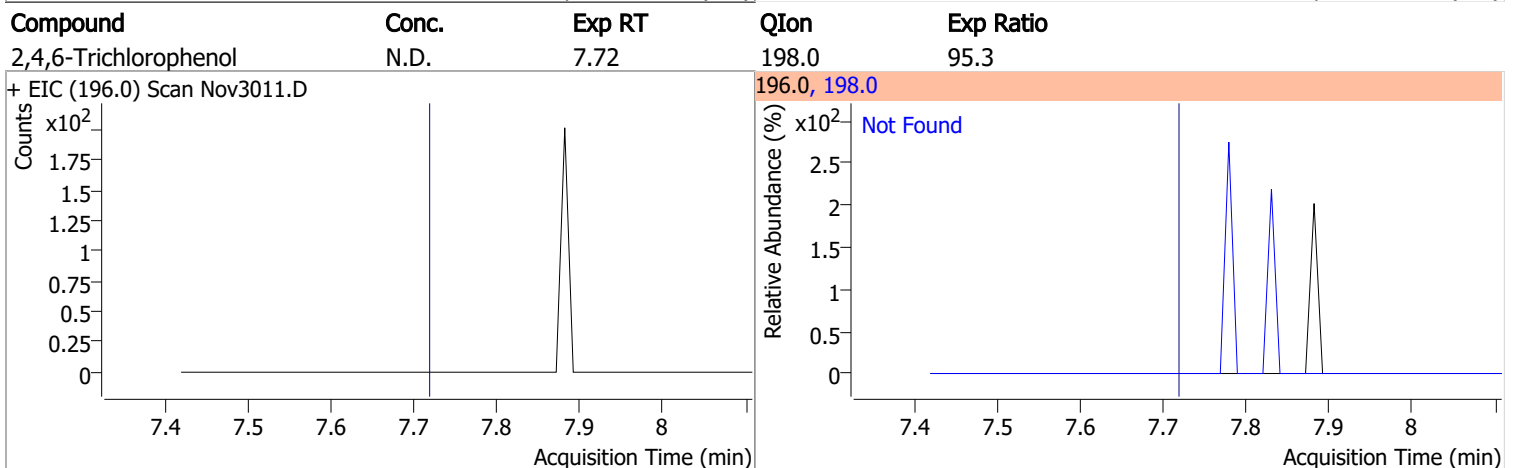 Compound Conc. Exp RT QIon Exp Ratio
2,4,6-Trichlorophenol N.D. 7.72 198.0 95.3
+ EIC (196.0) Scan Nov3011.D
Counts
x10²
1.75
1.5
1.25
1
0.75
0.5
0.25
0
7.4 7.5 7.6 7.7 7.8 7.9 8
Acquisition Time (min)
196.0, 198.0
Relative Abundance (%)
x10²
Not Found
2.5
2
1.5
1
0.5
0
7.4 7.5 7.6 7.7 7.8 7.9 8
Acquisition Time (min)